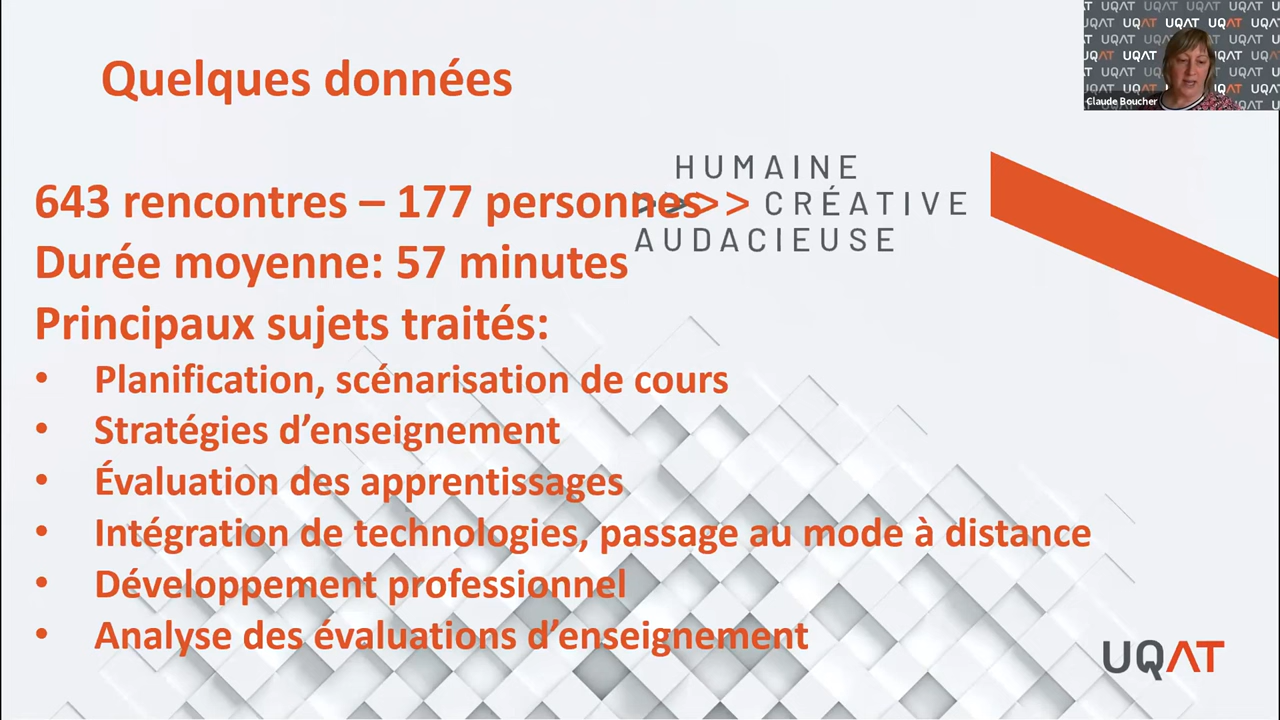 Quelques données
Claude Boucher
HUMAINE
>>>> CRÉATIVE
AUDACIEUSE
643 rencontres – 177 personnes
Durée moyenne: 57 minutes
Principaux sujets traités:
• Planification, scénarisation de cours
• Stratégies d’enseignement
• Évaluation des apprentissages
• Intégration de technologies, passage au mode à distance
• Développement professionnel
• Analyse des évaluations d’enseignement
UQAT